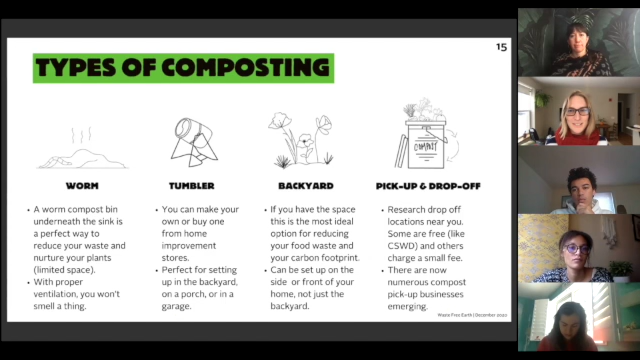 15
TYPES OF COMPOSTING
COMPOST
WORM
TUMBLER
BACKYARD
PICK-UP & DROP-OFF
• A worm compost bin
underneath the sink is
a perfect way to
reduce your waste and
nurture your plants
(limited space).
• With proper
ventilation, you won't
smell a thing.
• You can make your
own or buy one
from home
improvement
stores.
• Perfect for setting
up in the backyard,
on a porch, or in a
garage.
• If you have the space
this is the most ideal
option for reducing
your food waste and
your carbon footprint.
• Can be set up on the
side or front of your
home, not just the
backyard.
• Research drop off
locations near you.
Some are free (like
CSWD) and others
charge a small fee.
• There are now
numerous compost
pick-up businesses
emerging.
Waste Free Earth | December 2020